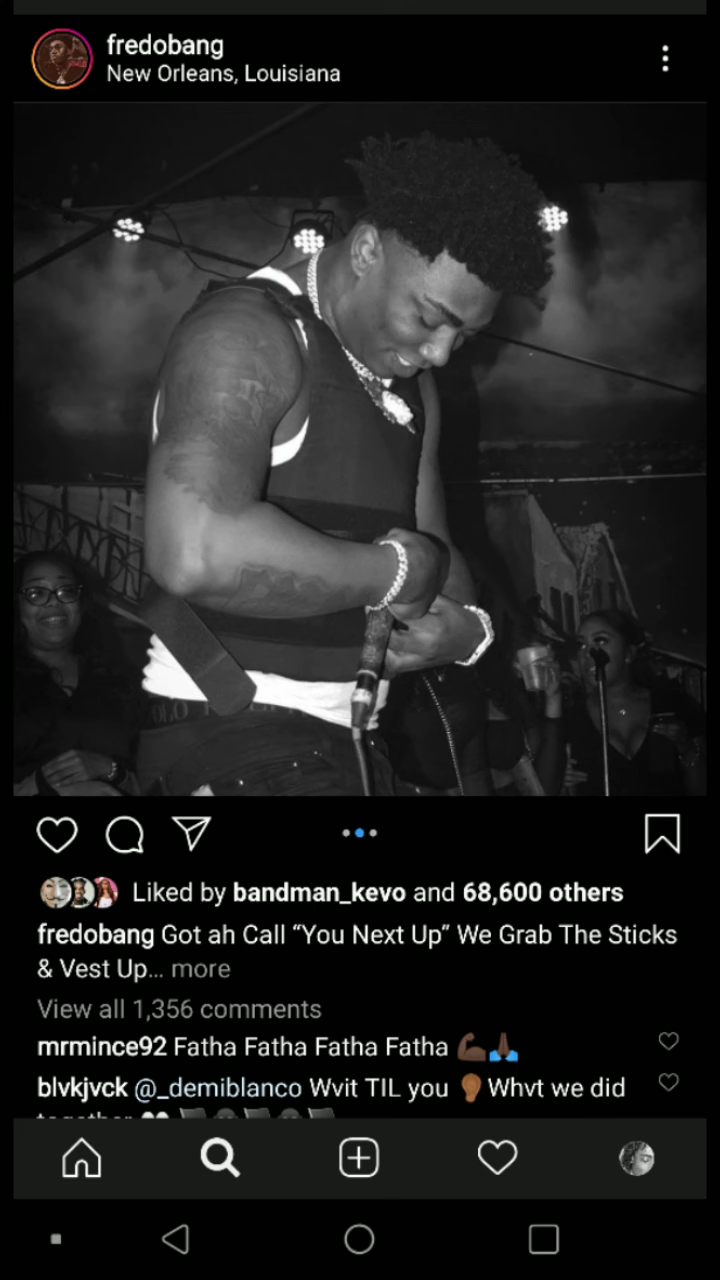 fredobang
New Orleans, Louisiana
Liked by bandman_kevo and 68,600 others
fredobang Got ah Call “You Next Up” We Grab The Sticks
& Vest Up... more
View all 1,356 comments
mrmince92 Fatha Fatha Fatha Fatha 💪🏿🙏🏿
blvkjvck @_demiblanco Wvit TIL you 👂🏾Whvt we did